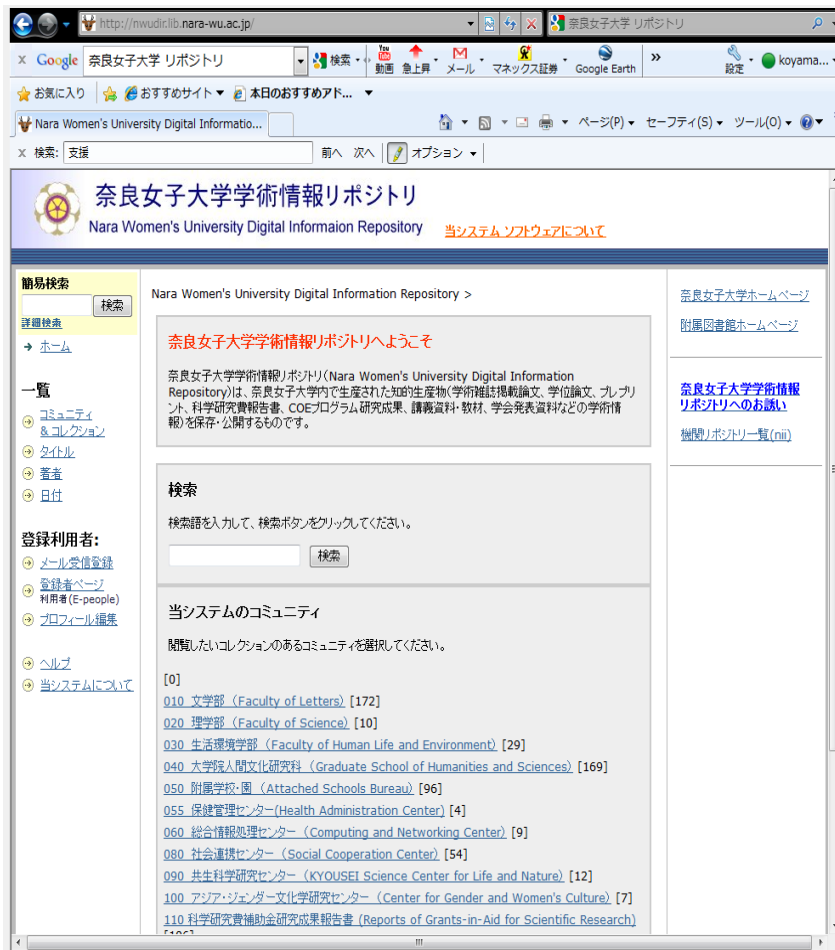 http://nwudir.lib.nara-wu.ac.jp/
奈良女子大学 リポジトリ
x Google 奈良女子大学 リポジトリ 検索 動画 急上昇 メール マネックス証券 Google Earth » 設定 koyama...
お気に入り おすすめサイト 本日のおすすめアド...
Nara Women's University Digital Informatio... ページ(P) セーフティ(S) ツール(O)
x 検索: 支援 前へ 次へ オプション
奈良女子大学学術情報リポジトリ
Nara Women's University Digital Informaion Repository
当システム ソフトウェアについて
簡易検索
検索
詳細検索
ホーム
一覧
コミュニティ
& コレクション
タイトル
著者
日付
登録利用者:
メール受信登録
登録者ページ
利用者(E-people)
プロフィール編集
ヘルプ
当システムについて
Nara Women's University Digital Information Repository >
奈良女子大学学術情報リポジトリへようこそ
奈良女子大学学術情報リポジトリ(Nara Women's University Digital Information
Repository)は、奈良女子大学内で生産された知的生産物(学術雑誌掲載論文、学位論文、プレプリ
ント、科学研究費報告書、COEプログラム研究成果、講義資料・教材、学会発表資料などの学術情
報)を保存・公開するものです。
検索
検索語を入力して、検索ボタンをクリックしてください。
検索
当システムのコミュニティ
閲覧したいコレクションのあるコミュニティを選択してください。
[0]
010 文学部 (Faculty of Letters) [172]
020 理学部 (Faculty of Science) [10]
030 生活環境学部 (Faculty of Human Life and Environment) [29]
040 大学院人間文化研究科 (Graduate School of Humanities and Sciences) [169]
050 附属学校・園 (Attached Schools Bureau) [96]
055 保健管理センター(Health Administration Center) [4]
060 総合情報処理センター (Computing and Networking Center) [9]
080 社会連携センター (Social Cooperation Center) [54]
090 共生科学研究センター (KYOUSEI Science Center for Life and Nature) [12]
100 アジア・ジェンダー文化学研究センター (Center for Gender and Women's Culture) [7]
110 科学研究費補助金研究成果報告書 (Reports of Grants-in-Aid for Scientific Research)
奈良女子大学ホームページ
附属図書館ホームページ
奈良女子大学学術情報
リポジトリへのお誘い
機関リポジトリ一覧(nii)